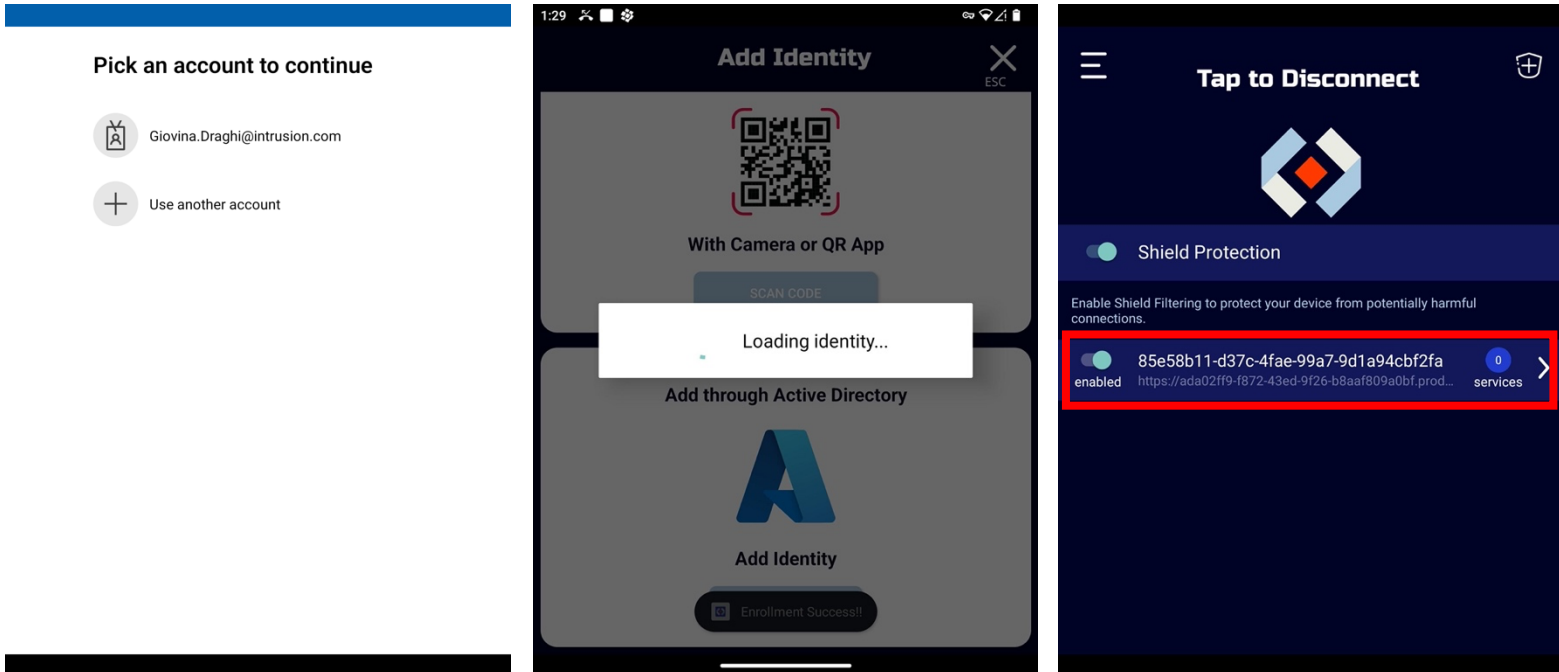 Pick an account to continue
Giovina.Draghi@intrusion.com
Use another account
1:29
Add Identity
ESC
With Camera or QR App
SCAN CODE
Loading identity...
Add through Active Directory
Add Identity
Enrollment Success!!
Tap to Disconnect
Shield Protection
Enable Shield Filtering to protect your device from potentially harmful
connections.
85e58b11-d37c-4fae-99a7-9d1a94cbf2fa
0
enabled
https://ada02ff9-f872-43ed-9f26-b8aaf809a0bf.prod...
services